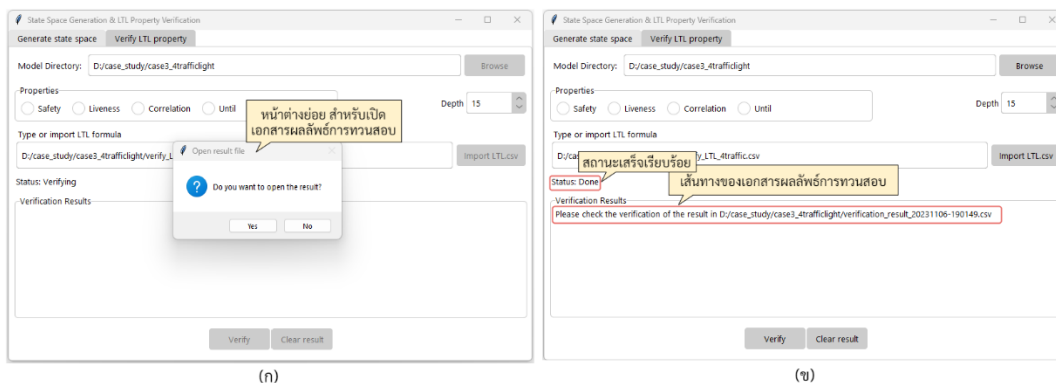 State Space Generation & LTL Property Verification
Generate state space Verify LTL property
Model Directory: D:/case_study/case3_4trafficlight Browse
Properties
Safety Liveness Correlation Until
Depth 15
หน้าต่างย่อย สำหรับเปิด
เอกสารผลลัพธ์การทวนสอบ
Type or import LTL formula
D:/case_study/case3_4trafficlight/verify_L
Import LTL.csv
Open result file
Do you want to open the result?
Yes No
Status: Verifying
Verification Results
Verify Clear result
(ก)
State Space Generation & LTL Property Verification
Generate state space Verify LTL property
Model Directory: D:/case_study/case3_4trafficlight Browse
Properties
Safety Liveness Correlation Until
Depth 15
Type or import LTL formula
D:/cas
y_LTL_4traffic.csv
Import LTL.csv
สถานะเสร็จเรียบร้อย
Status: Done
เส้นทางของเอกสารผลลัพธ์การทวนสอบ
Verification Results
Please check the verification of the result in D:/case_study/case3_4trafficlight/verification_result_20231106-190149.csv
Verify Clear result
(ข)